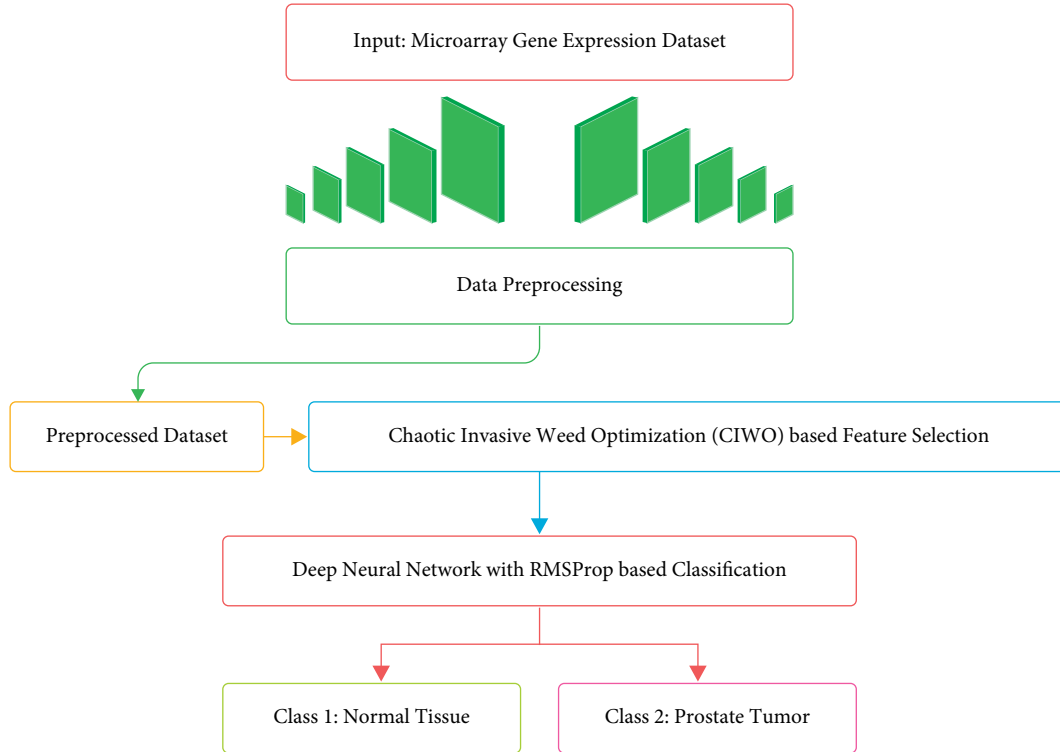 Input: Microarray Gene Expression Dataset
Data Preprocessing
Preprocessed Dataset
Chaotic Invasive Weed Optimization (CIWO) based Feature Selection
Deep Neural Network with RMSProp based Classification
Class 1: Normal Tissue
Class 2: Prostate Tumor